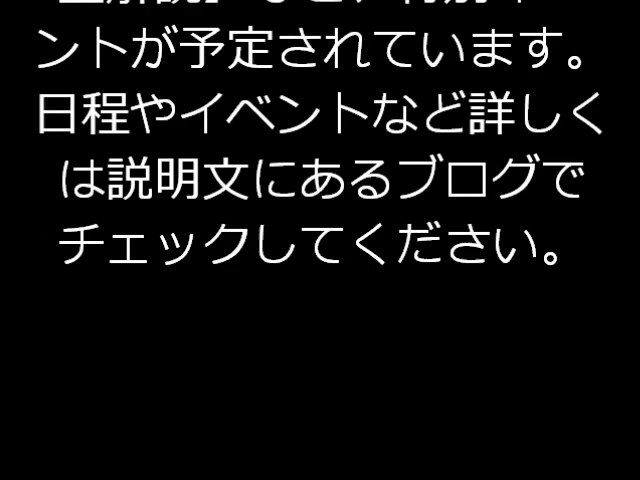 ントが予定されています。
日程やイベントなど詳しく
は説明文にあるブログで
チェックしてください。